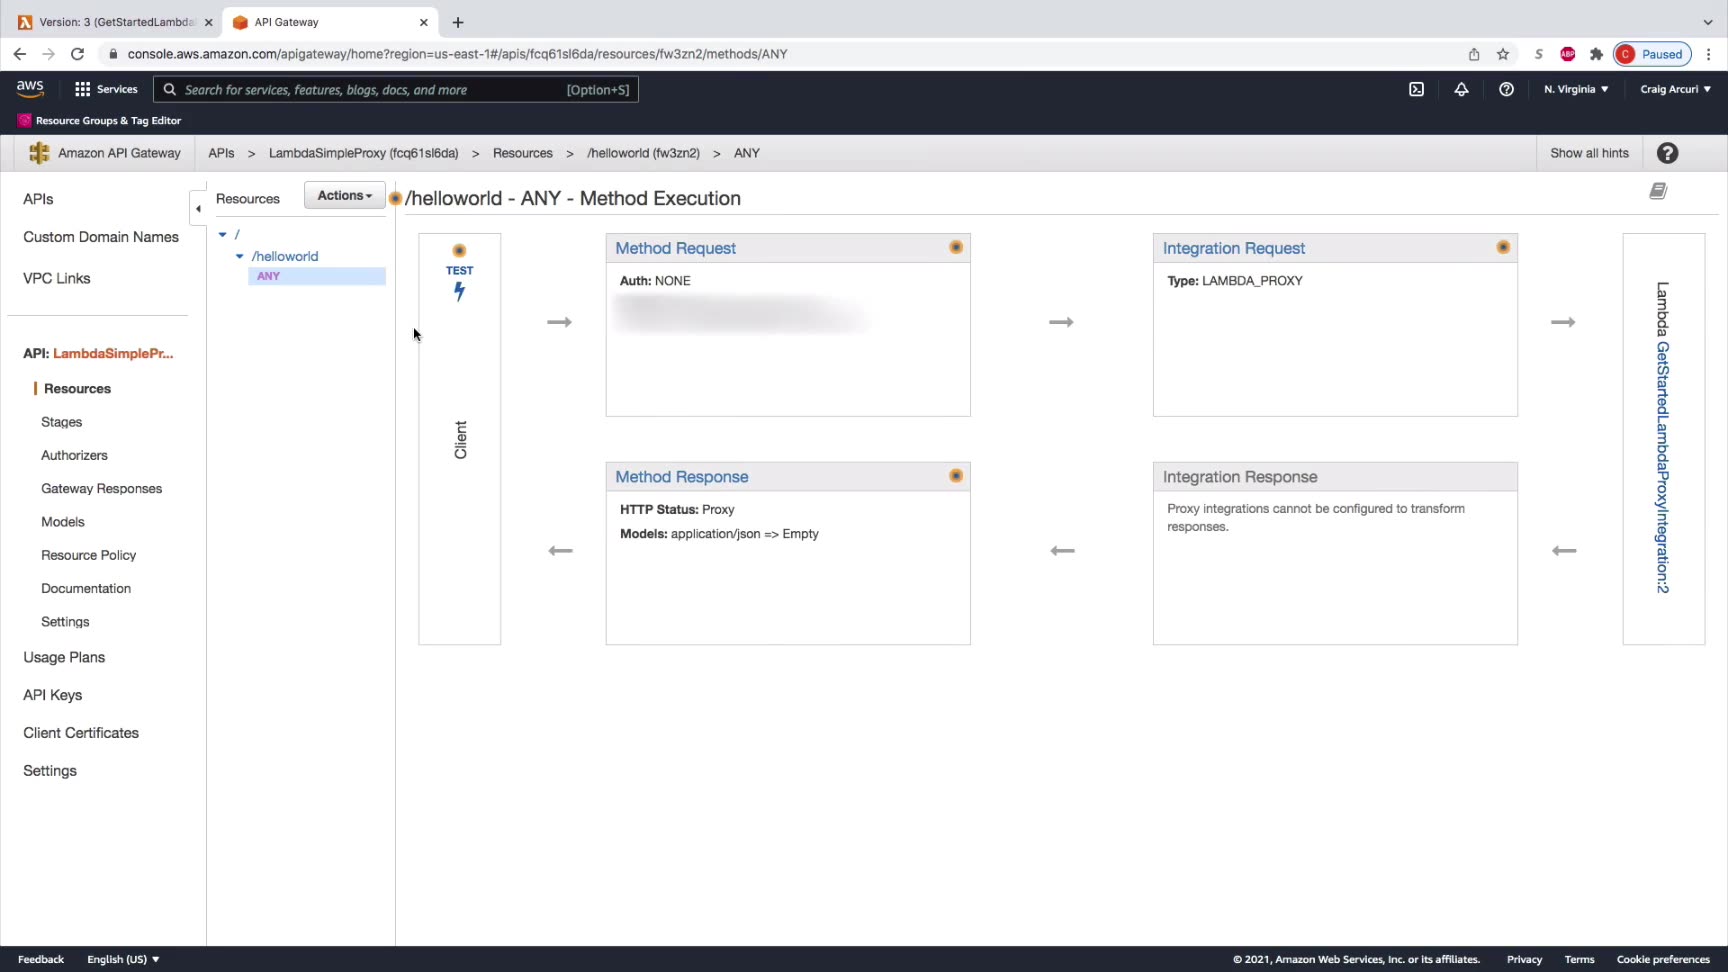 Version: 3 (GetStartedLambda
API Gateway
console.aws.amazon.com/apigateway/home?region=us-east-1#/apis/fcq61sl6da/resources/fw3zn2/methods/ANY
S
ABP
C Paused
aws
Services
Search for services, features, blogs, docs, and more [Option+S]
N. Virginia ▼
Craig Arcuri ▼
Resource Groups & Tag Editor
Amazon API Gateway
APIs > LambdaSimpleProxy (fcq61sl6da) > Resources > /helloworld (fw3zn2) > ANY
Show all hints
?
APIs
Custom Domain Names
VPC Links
API: LambdaSimplePr...
Resources
Stages
Authorizers
Gateway Responses
Models
Resource Policy
Documentation
Settings
Usage Plans
API Keys
Client Certificates
Settings
Resources
Actions
/
/helloworld
ANY
/helloworld - ANY - Method Execution
TEST
Client
Method Request
Auth: NONE
Integration Request
Type: LAMBDA_PROXY
Method Response
HTTP Status: Proxy
Models: application/json => Empty
Integration Response
Proxy integrations cannot be configured to transform
responses.
Lambda GetStartedLambdaProxyIntegration:2
Feedback
English (US) ▼
© 2021, Amazon Web Services, Inc. or its affiliates.
Privacy
Terms
Cookie preferences